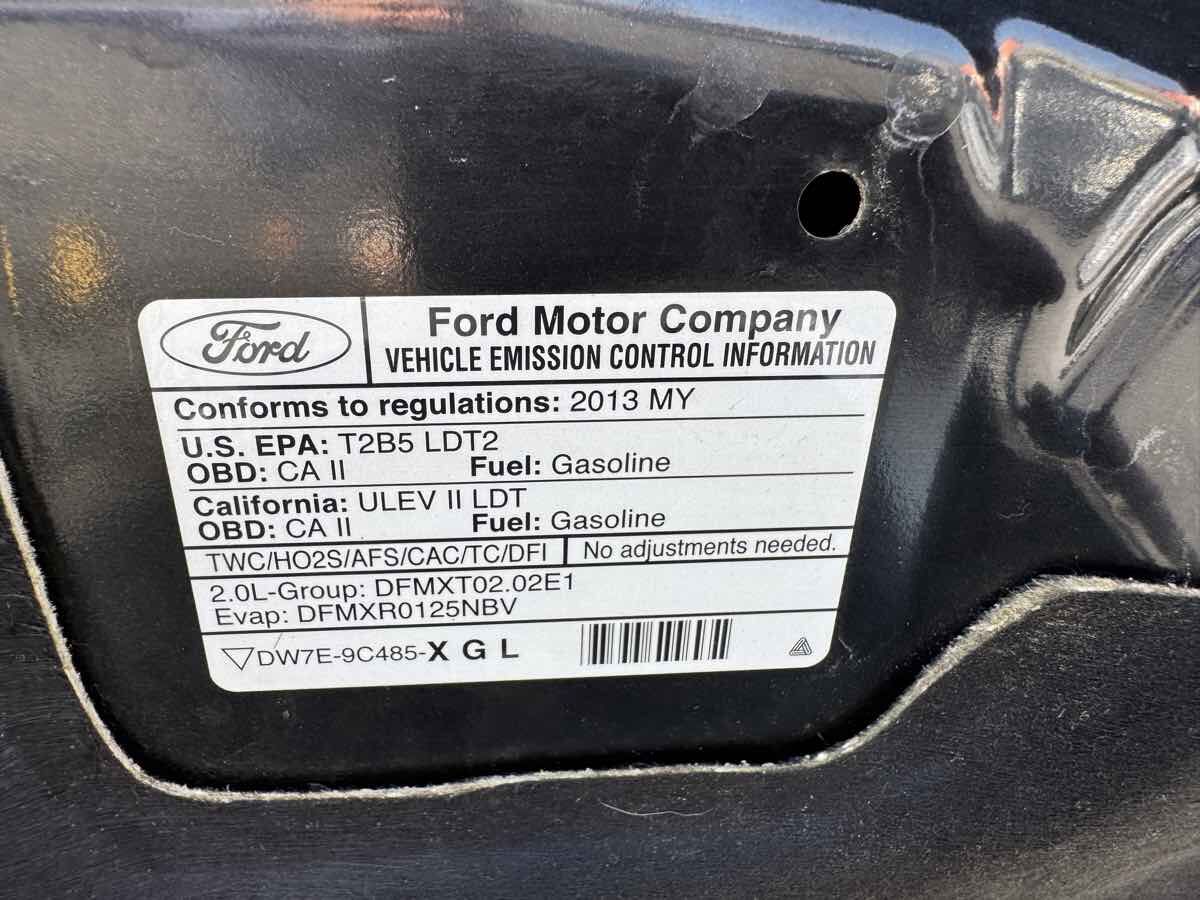 Ford
Ford Motor Company
VEHICLE EMISSION CONTROL INFORMATION
Conforms to regulations: 2013 MY
U.S. EPA: T2B5 LDT2
OBD: CA II Fuel: Gasoline
California: ULEV II LDT
OBD: CA II Fuel: Gasoline
TWC/HO2S/AFS/CAC/TC/DFI No adjustments needed.
2.0L-Group: DFMXT02.02E1
Evap: DFMXR0125NBV
DW7E-9C485-X G L